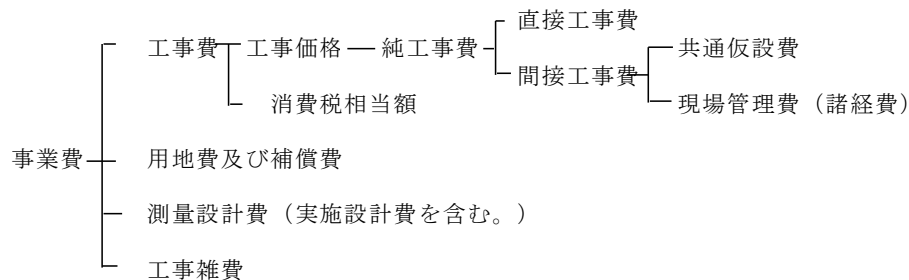 直接工事費
工事費 工事価格 純工事費
間接工事費 共通仮設費
消費税相当額 現場管理費（諸経費）
事業費 用地費及び補償費
測量設計費（実施設計費を含む。）
工事雑費